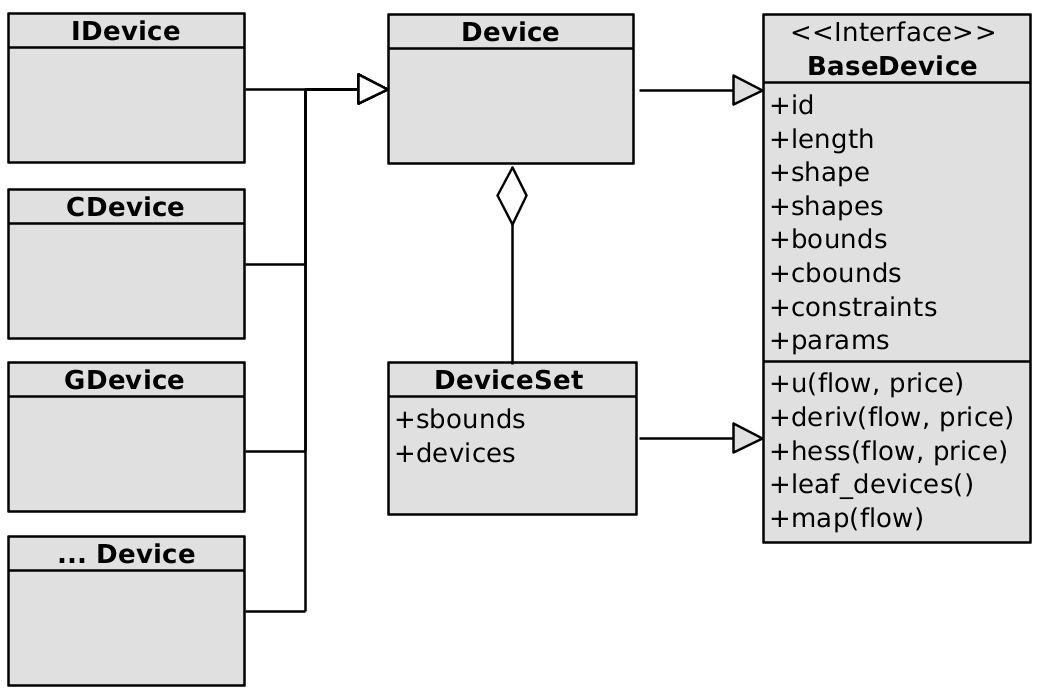 IDevice
CDevice
GDevice
... Device
Device
DeviceSet
+sbounds
+devices
<<Interface>>
BaseDevice
+id
+length
+shape
+shapes
+bounds
+cbounds
+constraints
+params
+u(flow, price)
+deriv(flow, price)
+hess(flow, price)
+leaf_devices()
+map(flow)